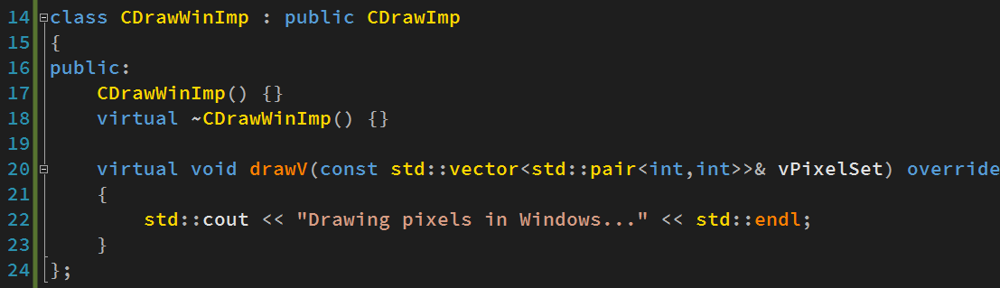 14 class CDrawWinImp : public CDrawImp
15 {
16 public:
17     CDrawWinImp() {}
18     virtual ~CDrawWinImp() {}
19
20     virtual void drawV(const std::vector<std::pair<int,int>>& vPixelSet) override
21     {
22         std::cout << "Drawing pixels in Windows..." << std::endl;
23     }
24 };